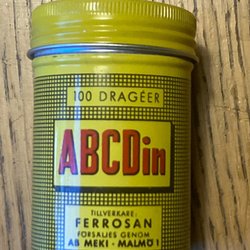 100 DRAGÉER
ABCDin
TILLVERKARE:
FERROSAN
FÖRSÄLJES GENOM
AB MEKI - MALMÖ 1